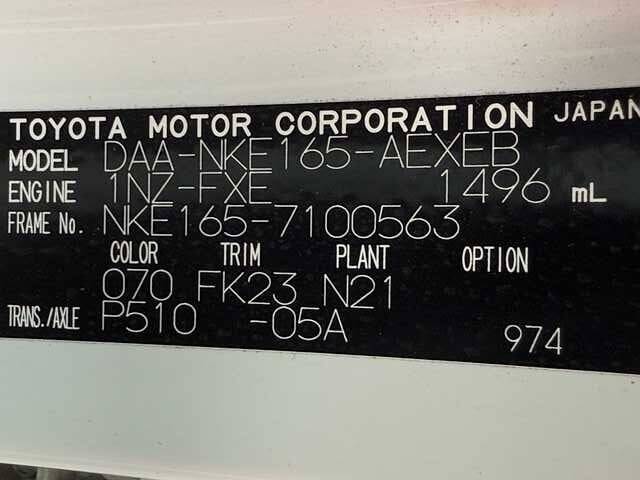 TOYOTA MOTOR CORPORATION JAPAN
MODEL DAA-NKE165-AEXEB
ENGINE 1NZ-FXE 1496 mL
FRAME No. NKE165-7100563
COLOR TRIM PLANT OPTION
070 FK23 N21
TRANS./AXLE P510 -05A
974